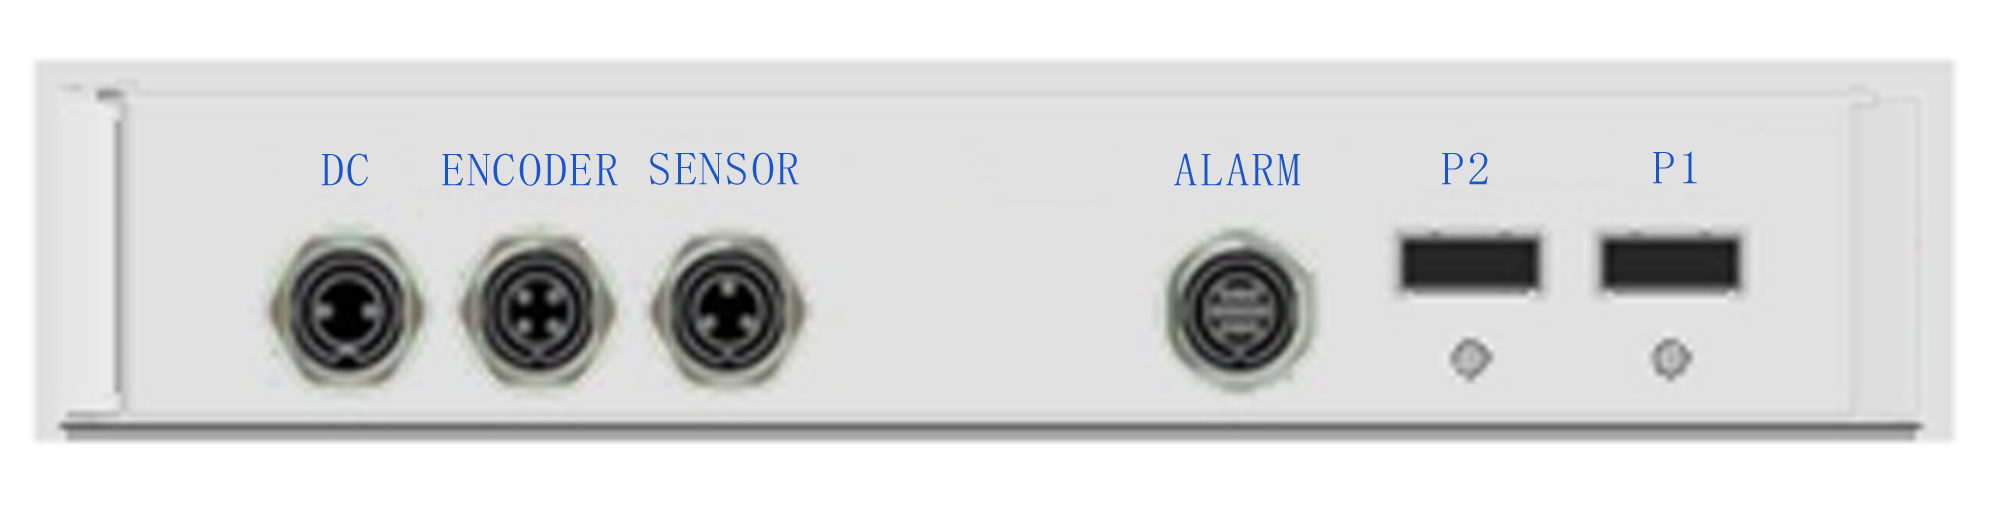 DC ENCODER SENSOR ALARM P2 P1